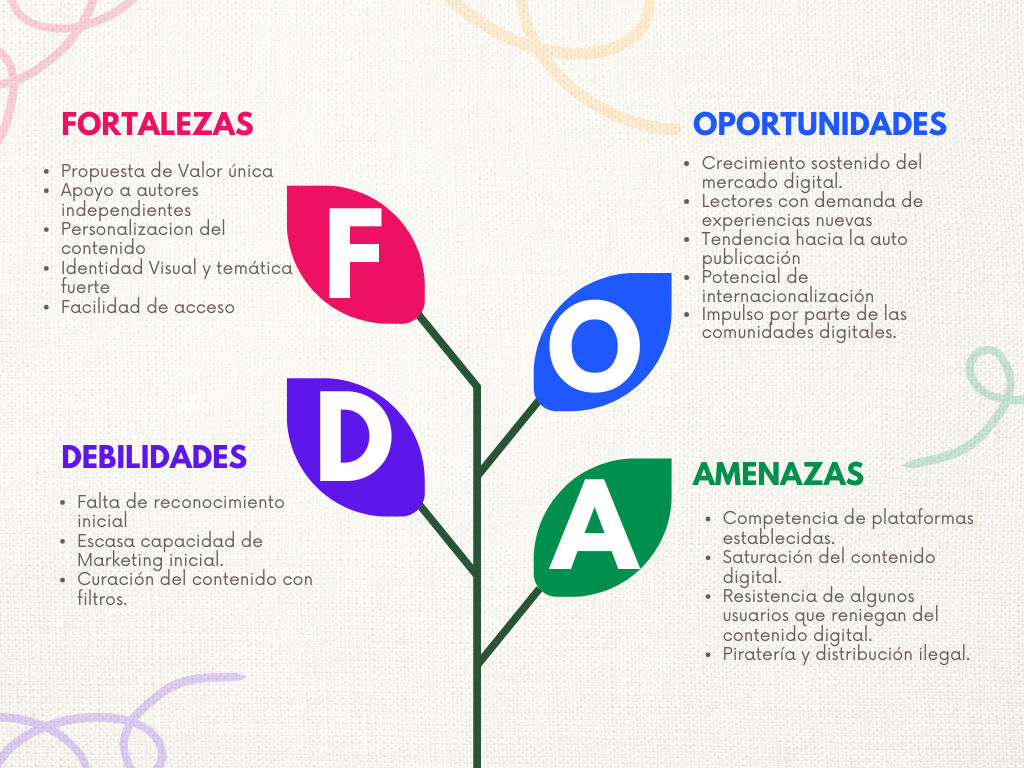 FORTALEZAS
• Propuesta de Valor única
• Apoyo a autores
independientes
• Personalizacion del
contenido
• Identidad Visual y temática
fuerte
• Facilidad de acceso
F
OPORTUNIDADES
• Crecimiento sostenido del
mercado digital.
• Lectores con demanda de
experiencias nuevas
• Tendencia hacia la auto
publicación
• Potencial de
internacionalización
• Impulso por parte de las
comunidades digitales.
O
DEBILIDADES
• Falta de reconocimiento
inicial
• Escasa capacidad de
Marketing inicial.
• Curación del contenido con
filtros.
D
AMENAZAS
• Competencia de plataformas
establecidas.
• Saturación del contenido
digital.
• Resistencia de algunos
usuarios que reniegan del
contenido digital.
• Piratería y distribución ilegal.
A